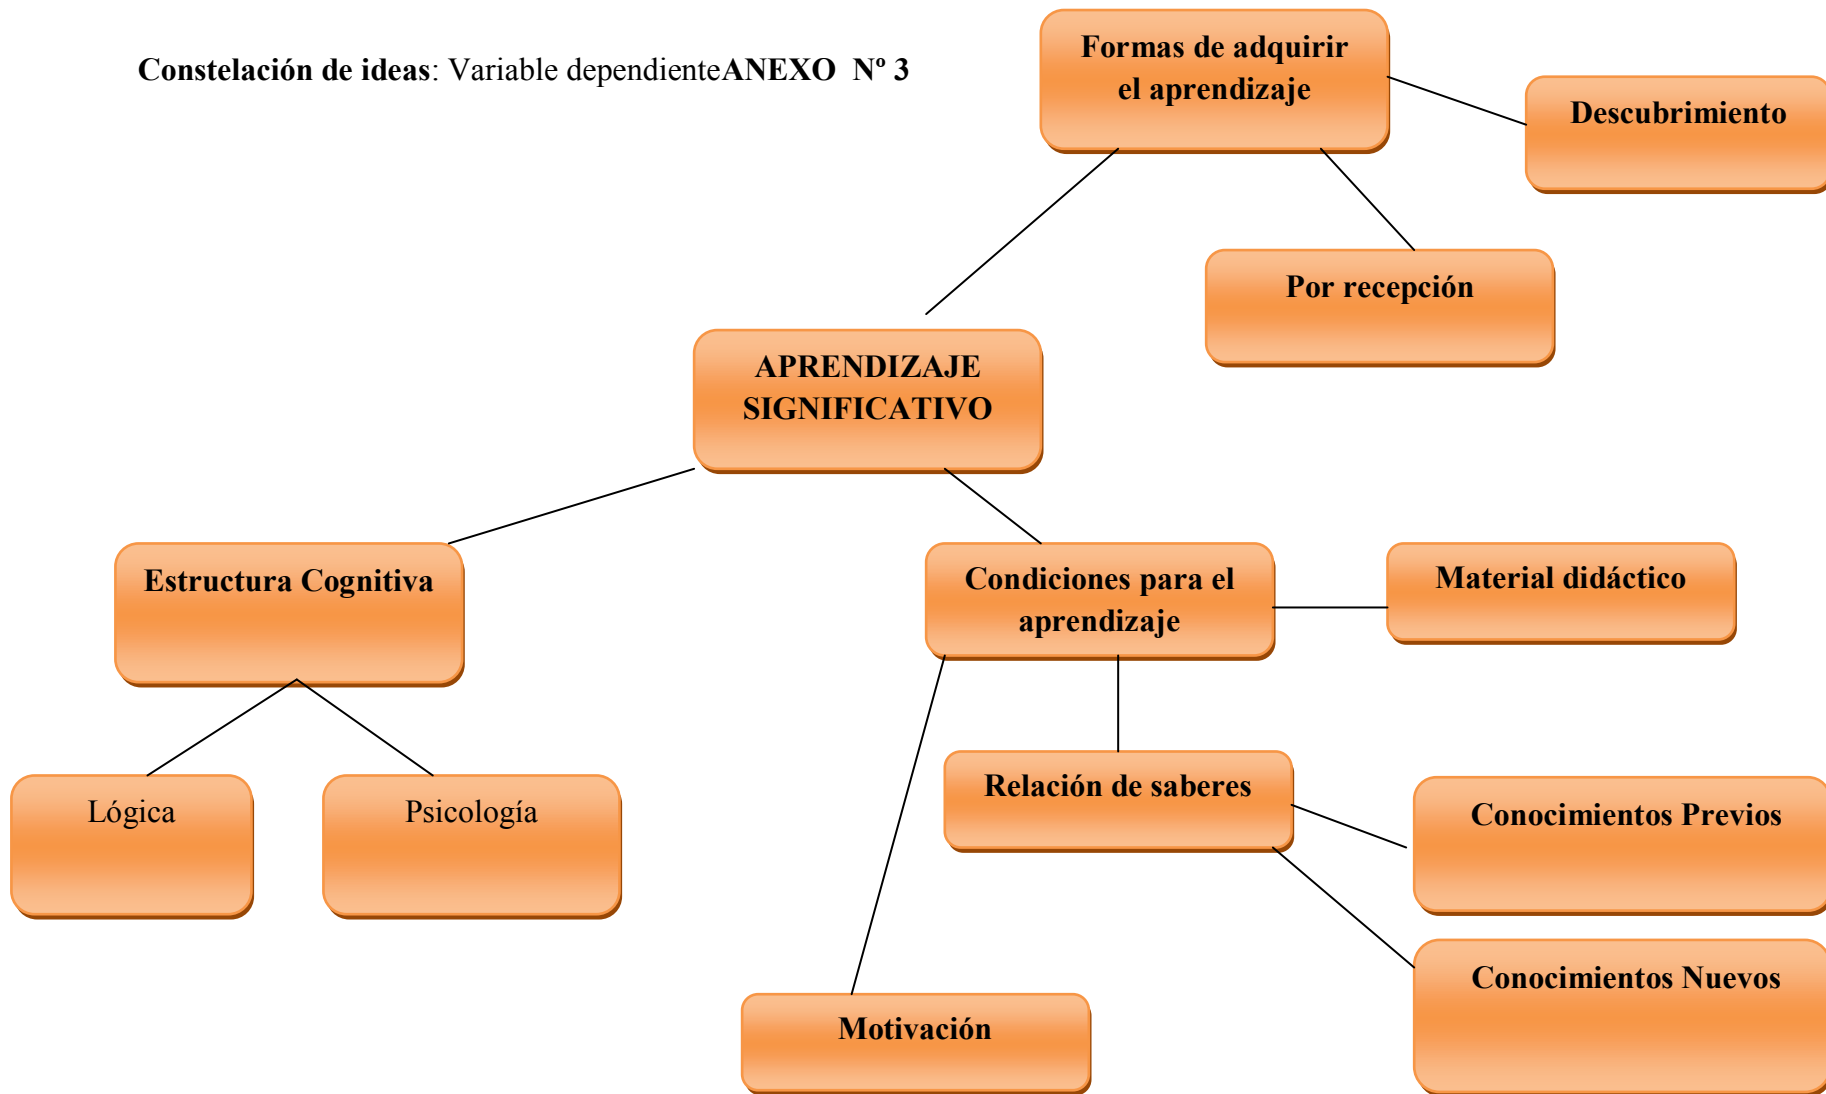 Constelación de ideas: Variable dependienteANEXO Nº 3
Formas de adquirir
el aprendizaje
Descubrimiento
Por recepción
APRENDIZAJE
SIGNIFICATIVO
Estructura Cognitiva
Condiciones para el
aprendizaje
Material didáctico
Lógica
Psicología
Relación de saberes
Conocimientos Previos
Conocimientos Nuevos
Motivación